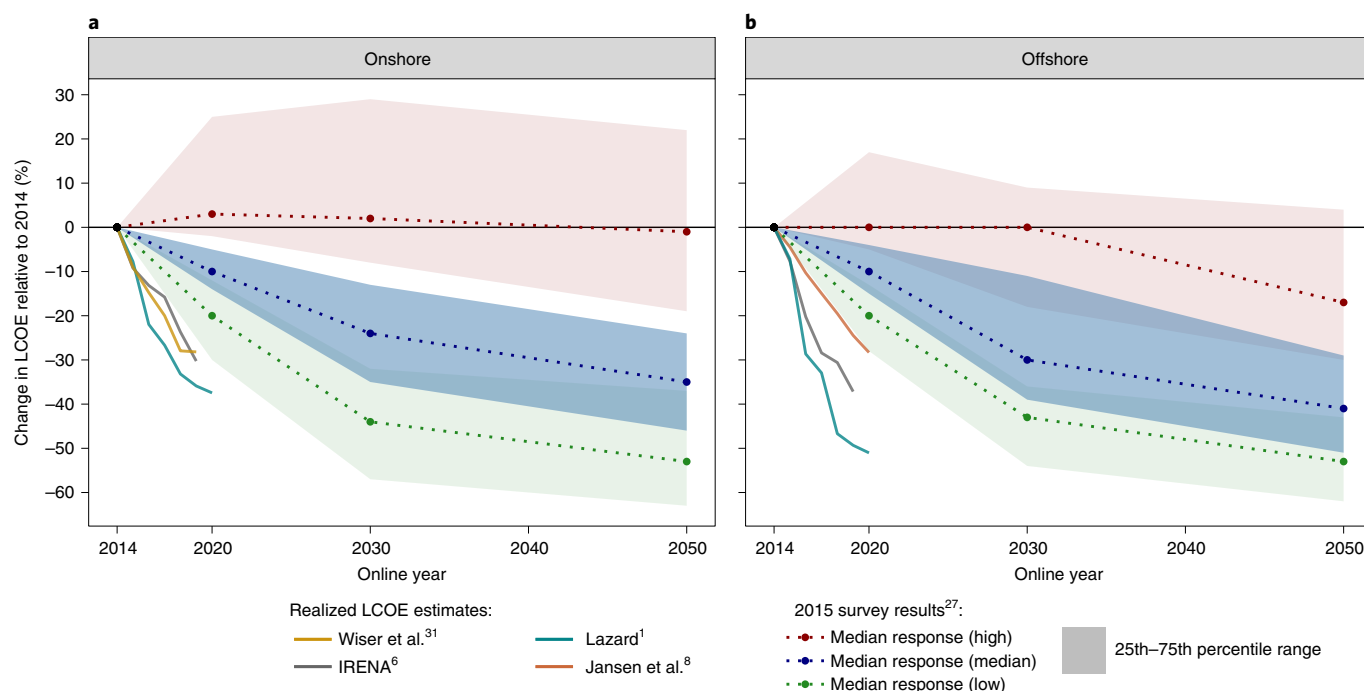 a
b
Onshore
Offshore
Change in LCOE relative to 2014 (%)
30
20
10
0
–10
–20
–30
–40
–50
–60
2014
2020
2030
2040
2050
2014
2020
2030
2040
2050
Online year
Online year
Realized LCOE estimates:
Wiser et al.31
Lazard1
IRENA6
Jansen et al.8
2015 survey results27:
Median response (high)
Median response (median)
Median response (low)
25th–75th percentile range